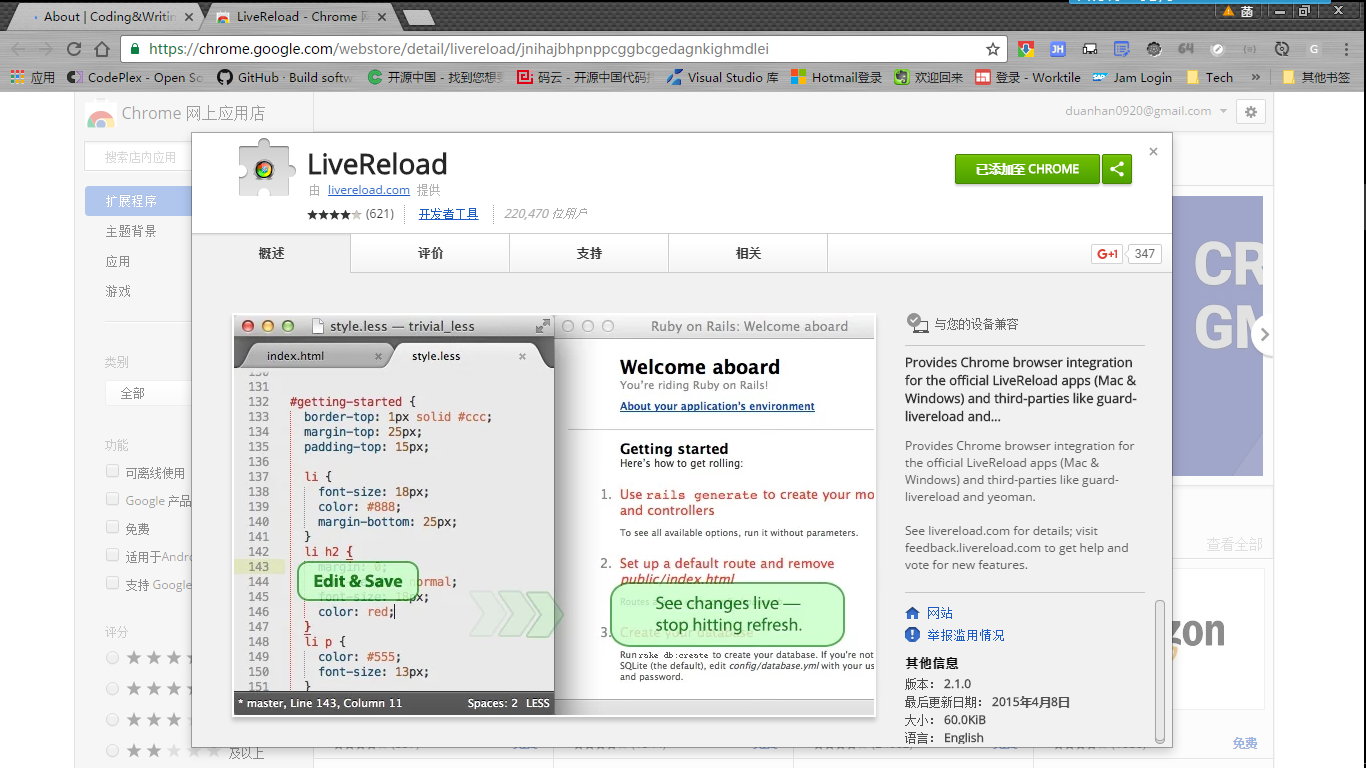 About | Coding&Writin
LiveReload - Chrome
https://chrome.google.com/webstore/detail/livereload/jnihajbhpnppcggbcgedagnkighmdlei
应用
CodePlex - Open So
GitHub · Build softw
开源中国 - 找到您想
码云 - 开源中国代码
Visual Studio 库
Hotmail登录
欢迎回来
登录 - Worktile
Jam Login
Tech
»
其他书签
Chrome 网上应用店
duanhan0920@gmail.com
搜索店内应用
扩展程序
主题背景
应用
游戏
类别
全部
功能
可离线使用
Google 产品
免费
适用于Andro
支持 Google
评分
及以上
LiveReload
由 livereload.com 提供
(621)
开发者工具
220,470 位用户
已添加至 CHROME
概述
评价
支持
相关
G+1
347
style.less — trivial_less
index.html
style.less
131
132 #getting-started {
133 border-top: 1px solid #ccc;
134 margin-top: 25px;
135 padding-top: 15px;
136
137 li {
138 font-size: 18px;
139 color: #888;
140 margin-bottom: 25px;
141 }
142 li h2 {
143 margin: 0;
144 normal;
145 font-size: 18px;
146 color: red;
147 }
148 li p {
149 color: #555;
150 font-size: 13px;
151 }
Edit & Save
* master, Line 143, Column 11
Spaces: 2 LESS
Ruby on Rails: Welcome aboard
Welcome aboard
You're riding Ruby on Rails!
About your application's environment
Getting started
Here's how to get rolling:
1. Use rails generate to create your mo
and controllers
To see all available options, run it without parameters.
2. Set up a default route and remove
public/index.html
See changes live —
stop hitting refresh.
3. Create your database
Run rake db:create to create your database. If you're not
SQLite (the default), edit config/database.yml with your us
and password.
与您的设备兼容
Provides Chrome browser integration
for the official LiveReload apps (Mac &
Windows) and third-parties like guard-
livereload and...
Provides Chrome browser integration for
the official LiveReload apps (Mac &
Windows) and third-parties like guard-
livereload and yeoman.
See livereload.com for details; visit
feedback.livereload.com to get help and
vote for new features.
网站
举报滥用情况
其他信息
版本： 2.1.0
最后更新日期： 2015年4月8日
大小： 60.0KiB
语言： English
CR
GM
查看全部
zon
免费